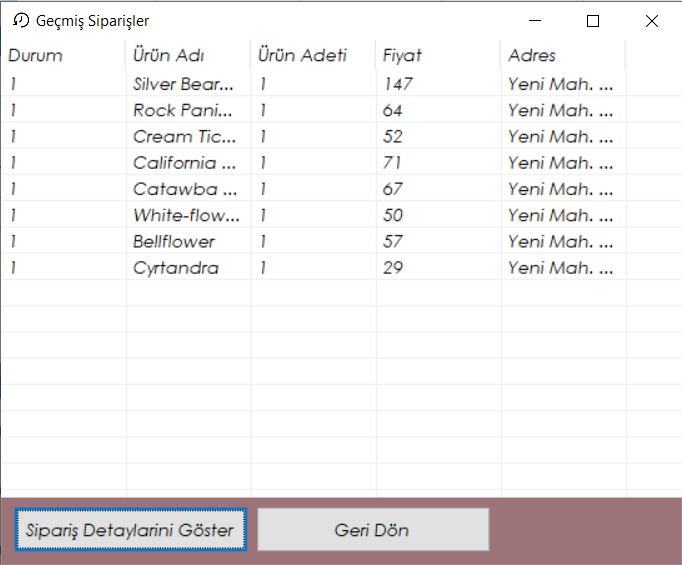 Geçmiş Siparişler
Durum Ürün Adı Ürün Adeti Fiyat Adres
1 Silver Bear... 1 147 Yeni Mah. ...
1 Rock Pani... 1 64 Yeni Mah. ...
1 Cream Tic... 1 52 Yeni Mah. ...
1 California ... 1 71 Yeni Mah. ...
1 Catawba ... 1 67 Yeni Mah. ...
1 White-flow... 1 50 Yeni Mah. ...
1 Bellflower 1 57 Yeni Mah. ...
1 Cyrtandra 1 29 Yeni Mah. ...
Sipariş Detaylarini Göster Geri Dön